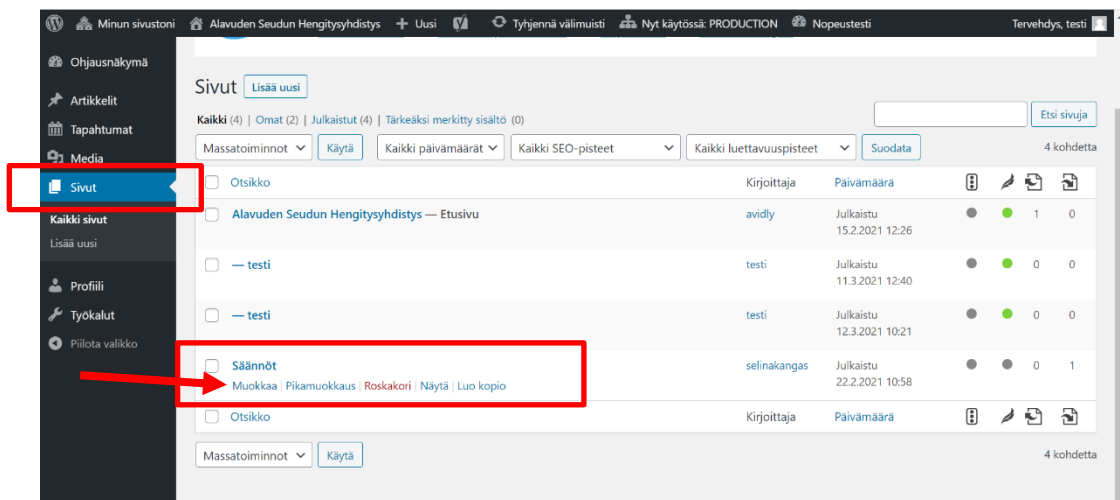 Minun sivustoni Alavuden Seudun Hengitysyhdistys + Uusi Tyhjennä välimuisti Nyt käytössä: PRODUCTION Nopeustesti Tervehdys, testi
Ohjausnäkymä
Artikkelit
Tapahtumat
Media
Sivut
Kaikki sivut
Lisää uusi
Profiili
Työkalut
Piilota valikko
Sivut Lisää uusi
Kaikki (4) | Omat (2) | Julkaistut (4) | Tärkeäksi merkitty sisältö (0)
Etsi sivuja
Massatoiminnot Käytä Kaikki päivämäärät Kaikki SEO-pisteet Kaikki luettavuuspisteet Suodata 4 kohdetta
Otsikko Kirjoittaja Päivämäärä
Alavuden Seudun Hengitysyhdistys — Etusivu avidly Julkaistu 1 0
15.2.2021 12:26
— testi testi Julkaistu 0 0
11.3.2021 12:40
— testi testi Julkaistu 0 0
12.3.2021 10:21
Säännöt selinakangas Julkaistu 0 1
Muokkaa | Pikamuokkaus | Roskakori | Näytä | Luo kopio 22.2.2021 10:58
Otsikko Kirjoittaja Päivämäärä
Massatoiminnot Käytä 4 kohdetta